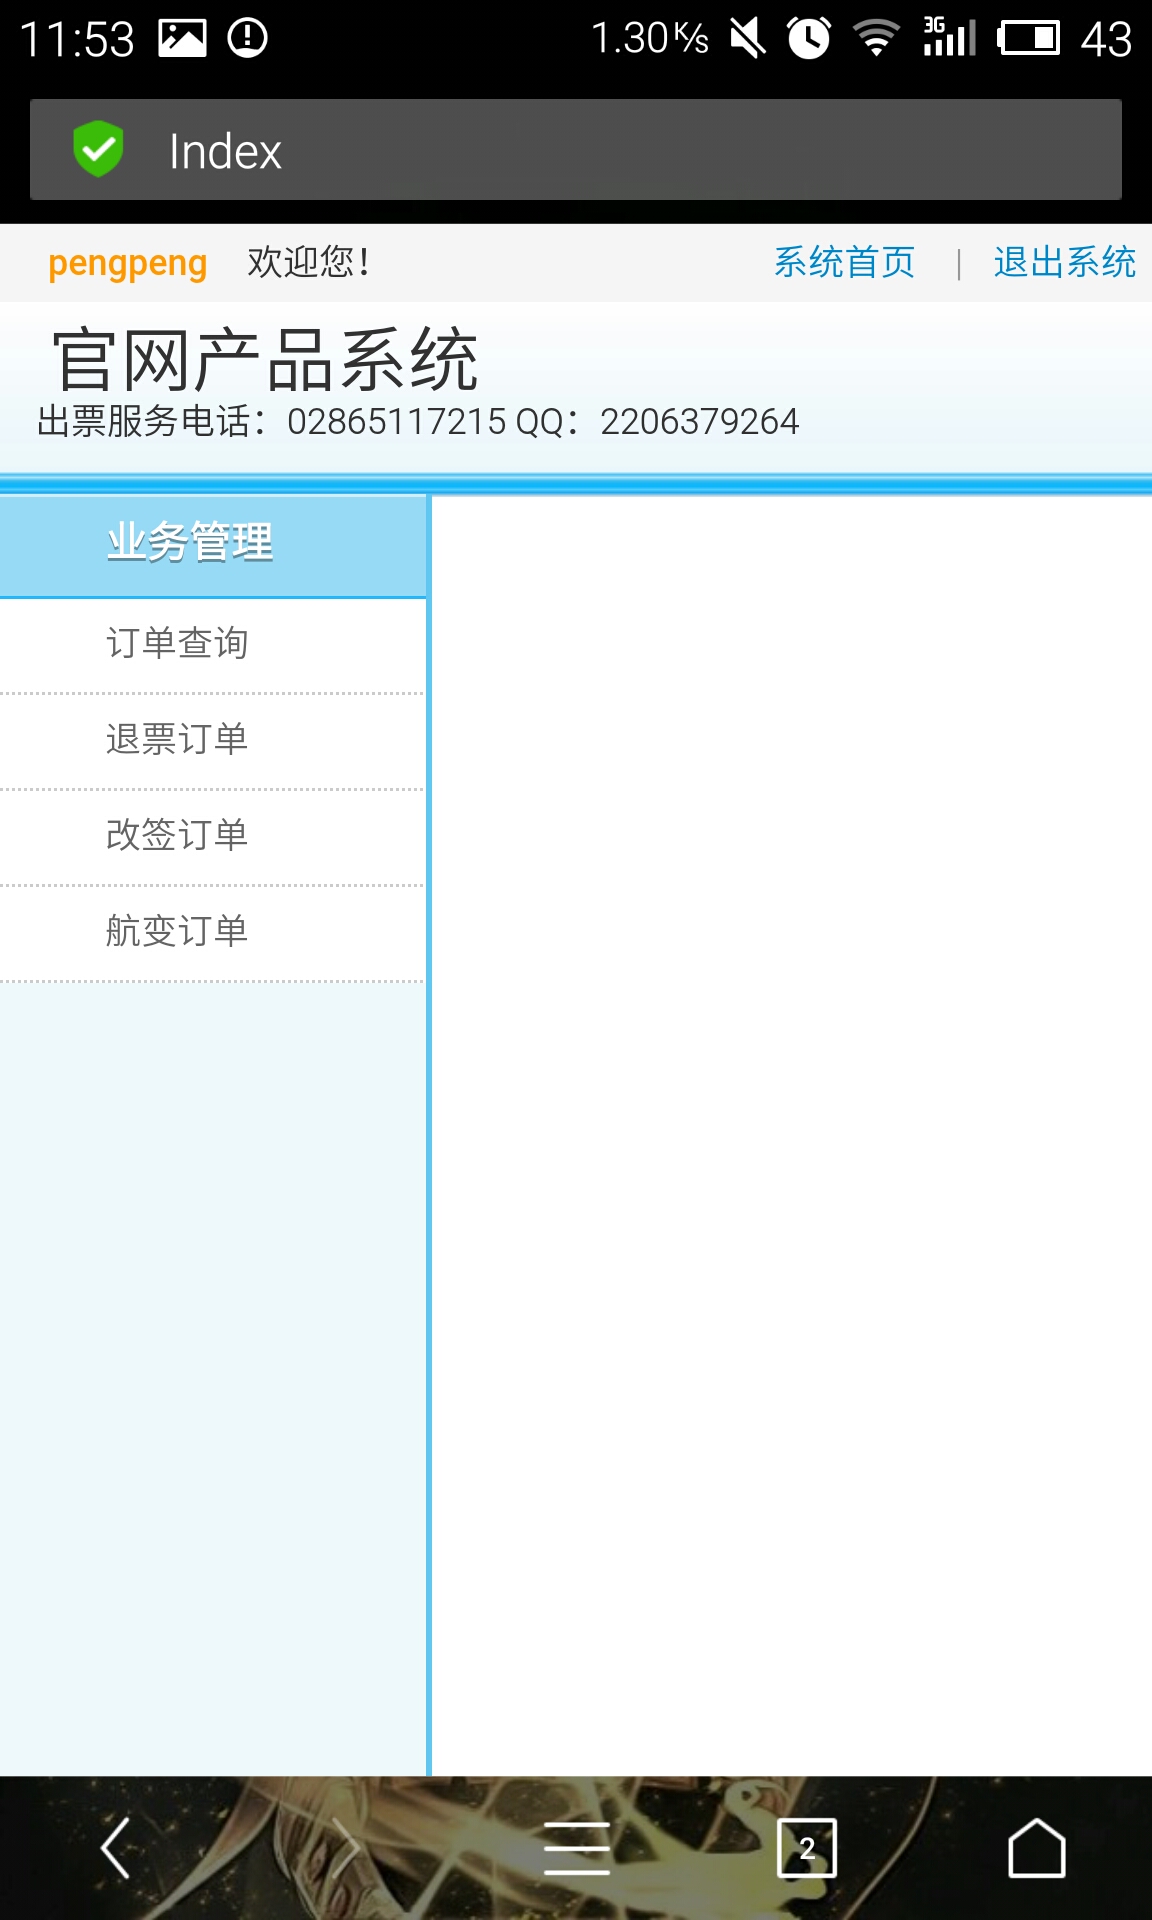 11:53 1.30 K/s 3G 43
Index
pengpeng 欢迎您! 系统首页 | 退出系统
官网产品系统
出票服务电话：02865117215 QQ：2206379264
业务管理
订单查询
退票订单
改签订单
航变订单
2